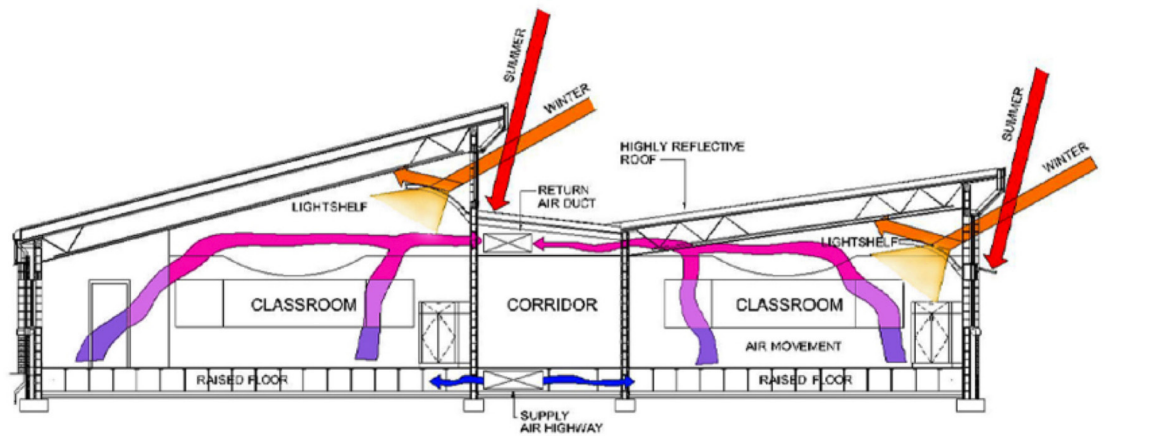 SUMMER
WINTER
SUMMER
WINTER
HIGHLY REFLECTIVE
ROOF
RETURN
AIR DUCT
LIGHTSHELF
LIGHTSHELF
CLASSROOM
CORRIDOR
CLASSROOM
AIR MOVEMENT
RAISED FLOOR
RAISED FLOOR
SUPPLY
AIR HIGHWAY